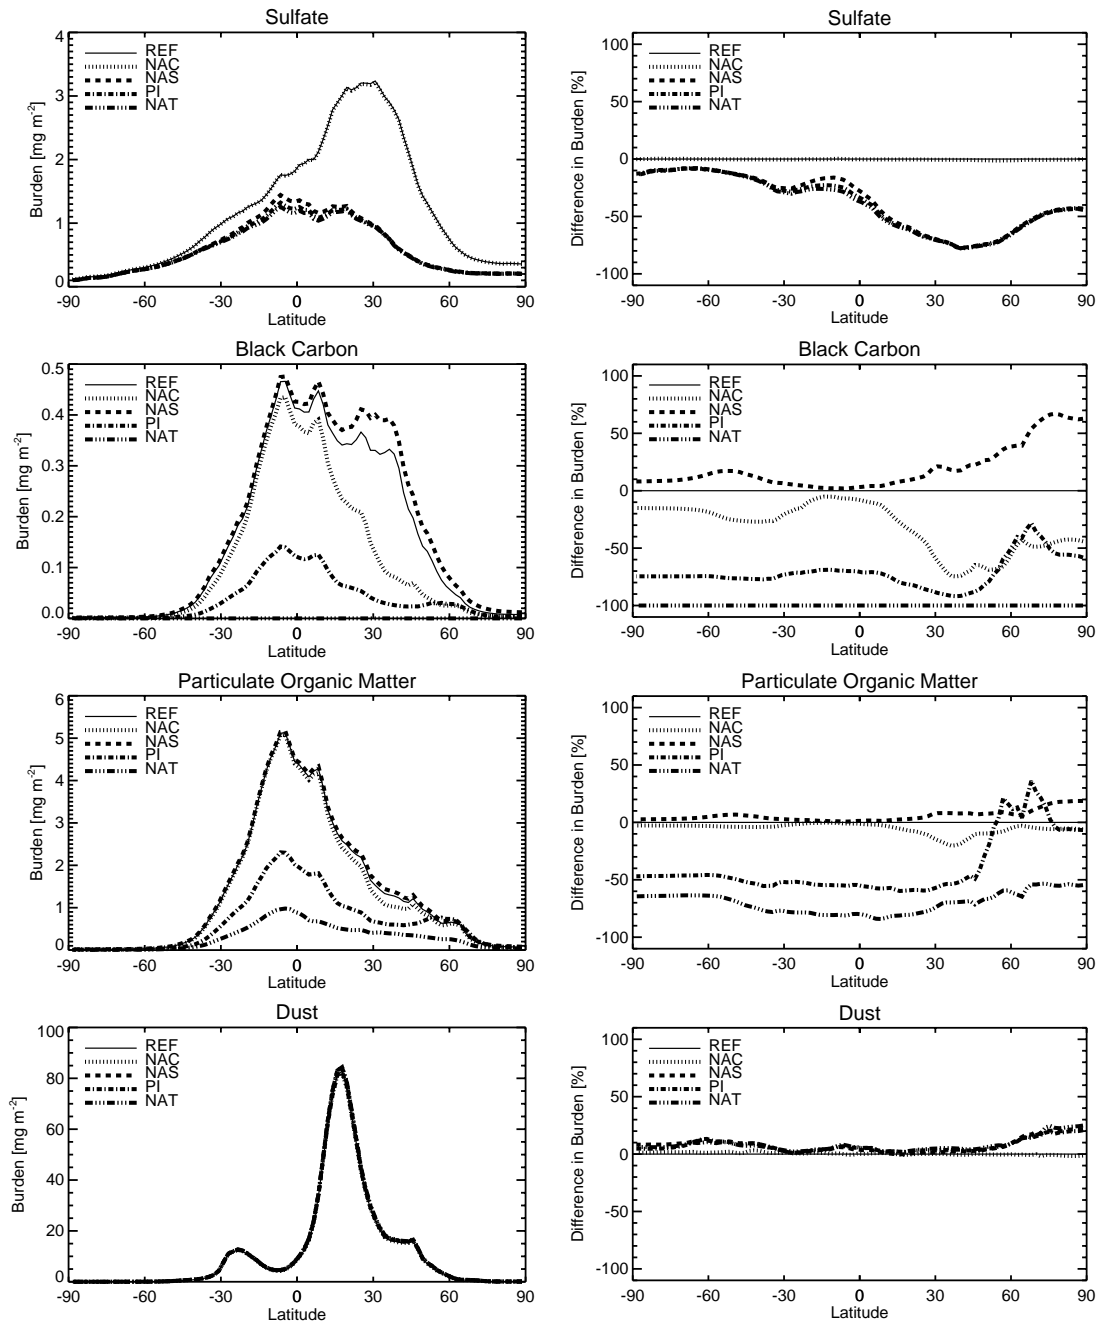 Sulfate
Burden [mg m-2]
4
3
2
1
0
REF
NAC
NAS
PI
NAT
-90 -60 -30 0 30 60 90
Latitude
Sulfate
Difference in Burden [%]
100
50
0
-50
-100
REF
NAC
NAS
PI
NAT
-90 -60 -30 0 30 60 90
Latitude
Black Carbon
Burden [mg m-2]
0.5
0.4
0.3
0.2
0.1
0.0
REF
NAC
NAS
PI
NAT
-90 -60 -30 0 30 60 90
Latitude
Black Carbon
Difference in Burden [%]
100
50
0
-50
-100
REF
NAC
NAS
PI
NAT
-90 -60 -30 0 30 60 90
Latitude
Particulate Organic Matter
Burden [mg m-2]
6
5
4
3
2
1
0
REF
NAC
NAS
PI
NAT
-90 -60 -30 0 30 60 90
Latitude
Particulate Organic Matter
Difference in Burden [%]
100
50
0
-50
-100
REF
NAC
NAS
PI
NAT
-90 -60 -30 0 30 60 90
Latitude
Dust
Burden [mg m-2]
100
80
60
40
20
0
REF
NAC
NAS
PI
NAT
-90 -60 -30 0 30 60 90
Latitude
Dust
Difference in Burden [%]
100
50
0
-50
-100
REF
NAC
NAS
PI
NAT
-90 -60 -30 0 30 60 90
Latitude